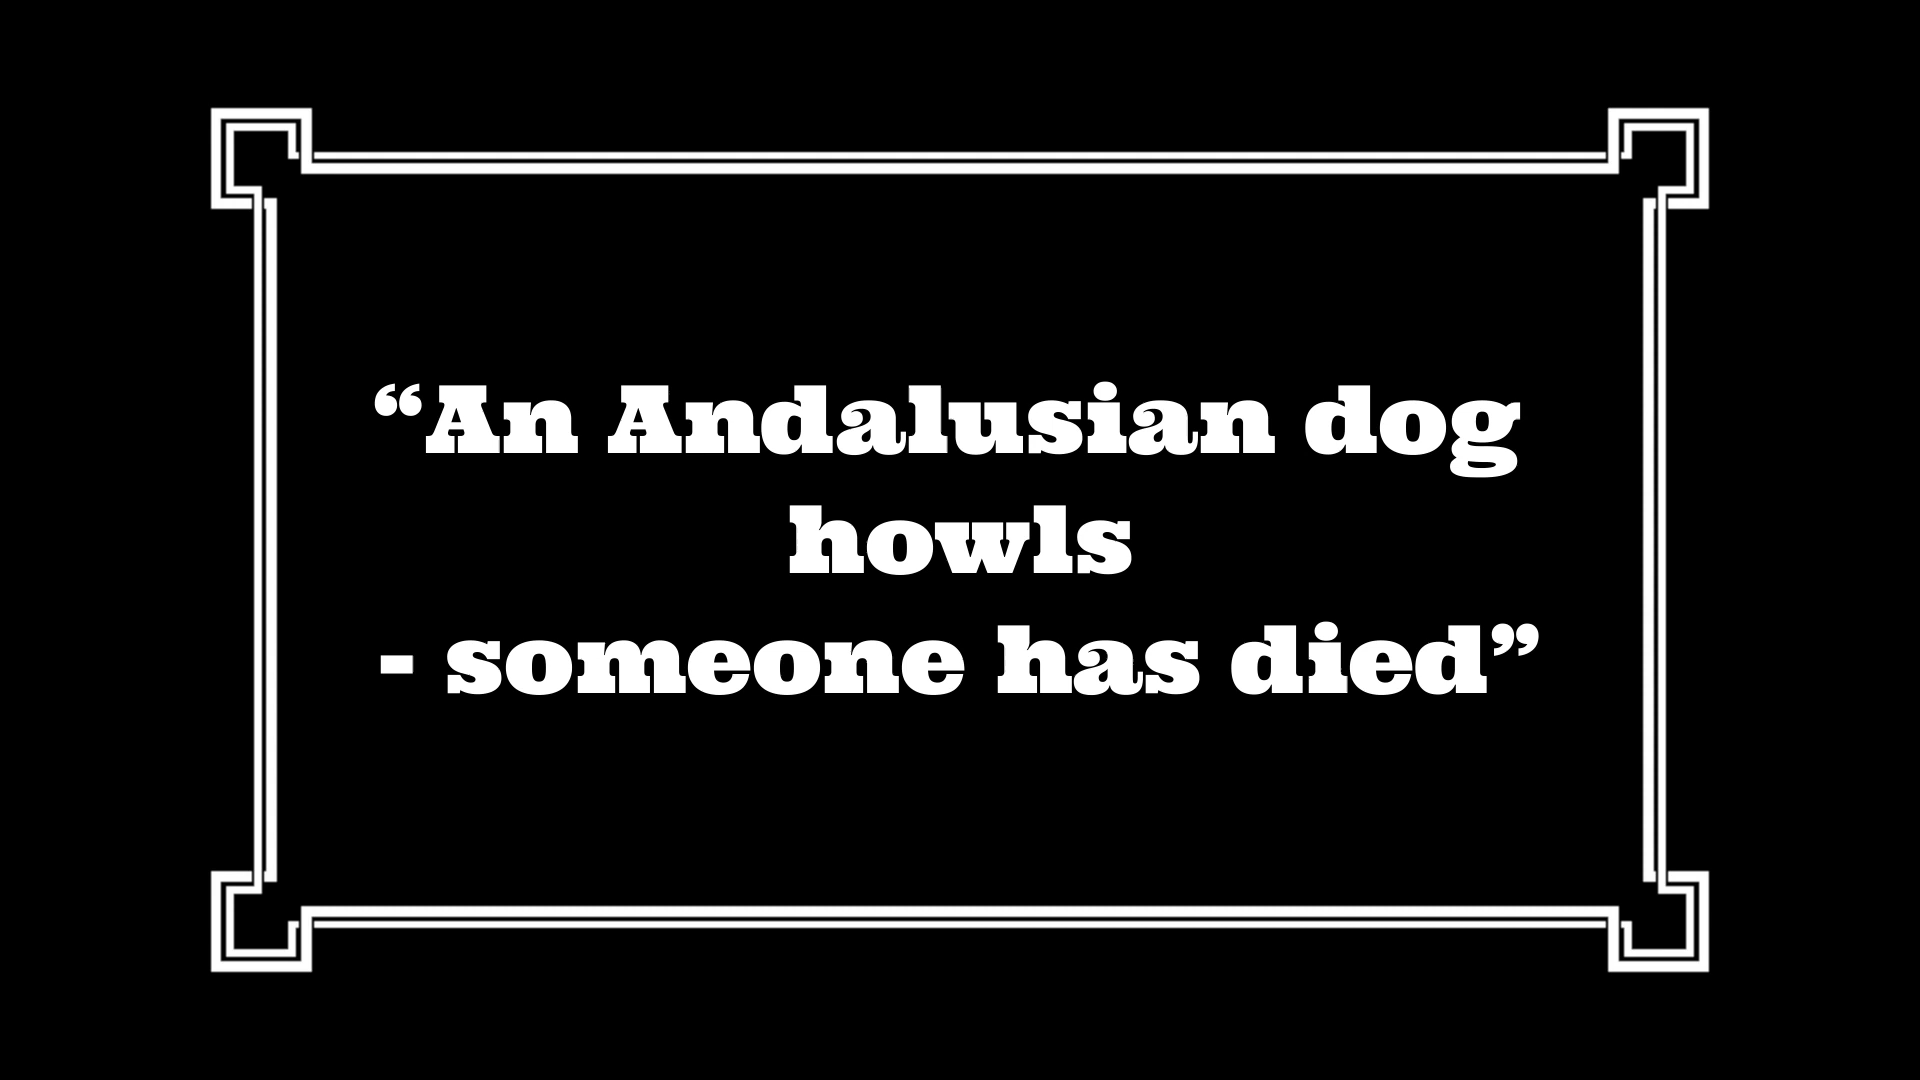 “An Andalusian dog
howls
- someone has died”